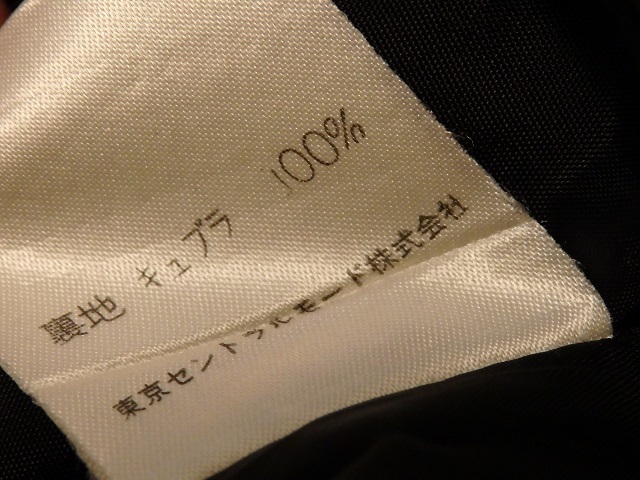 裏地 キュプラ 100%
東京セントラルモード株式会社